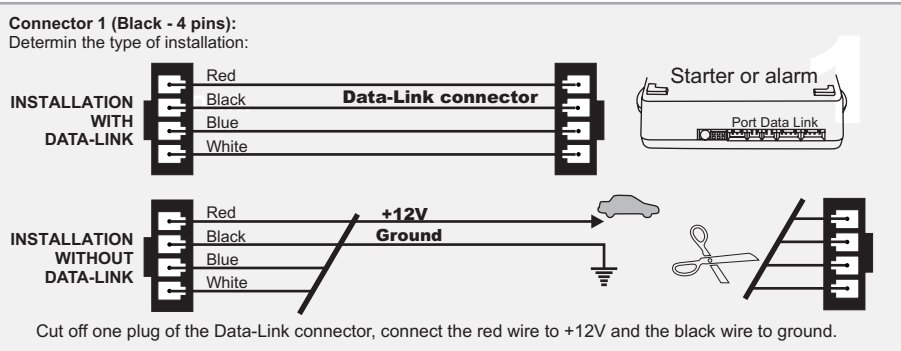 Connector 1 (Black - 4 pins):
Determin the type of installation:
1
INSTALLATION
WITH
DATA-LINK
Red
Black
Blue
White
Data-Link connector
Starter or alarm
Port Data Link
INSTALLATION
WITHOUT
DATA-LINK
Red
Black
Blue
White
+12V
Ground
Cut off one plug of the Data-Link connector, connect the red wire to +12V and the black wire to ground.